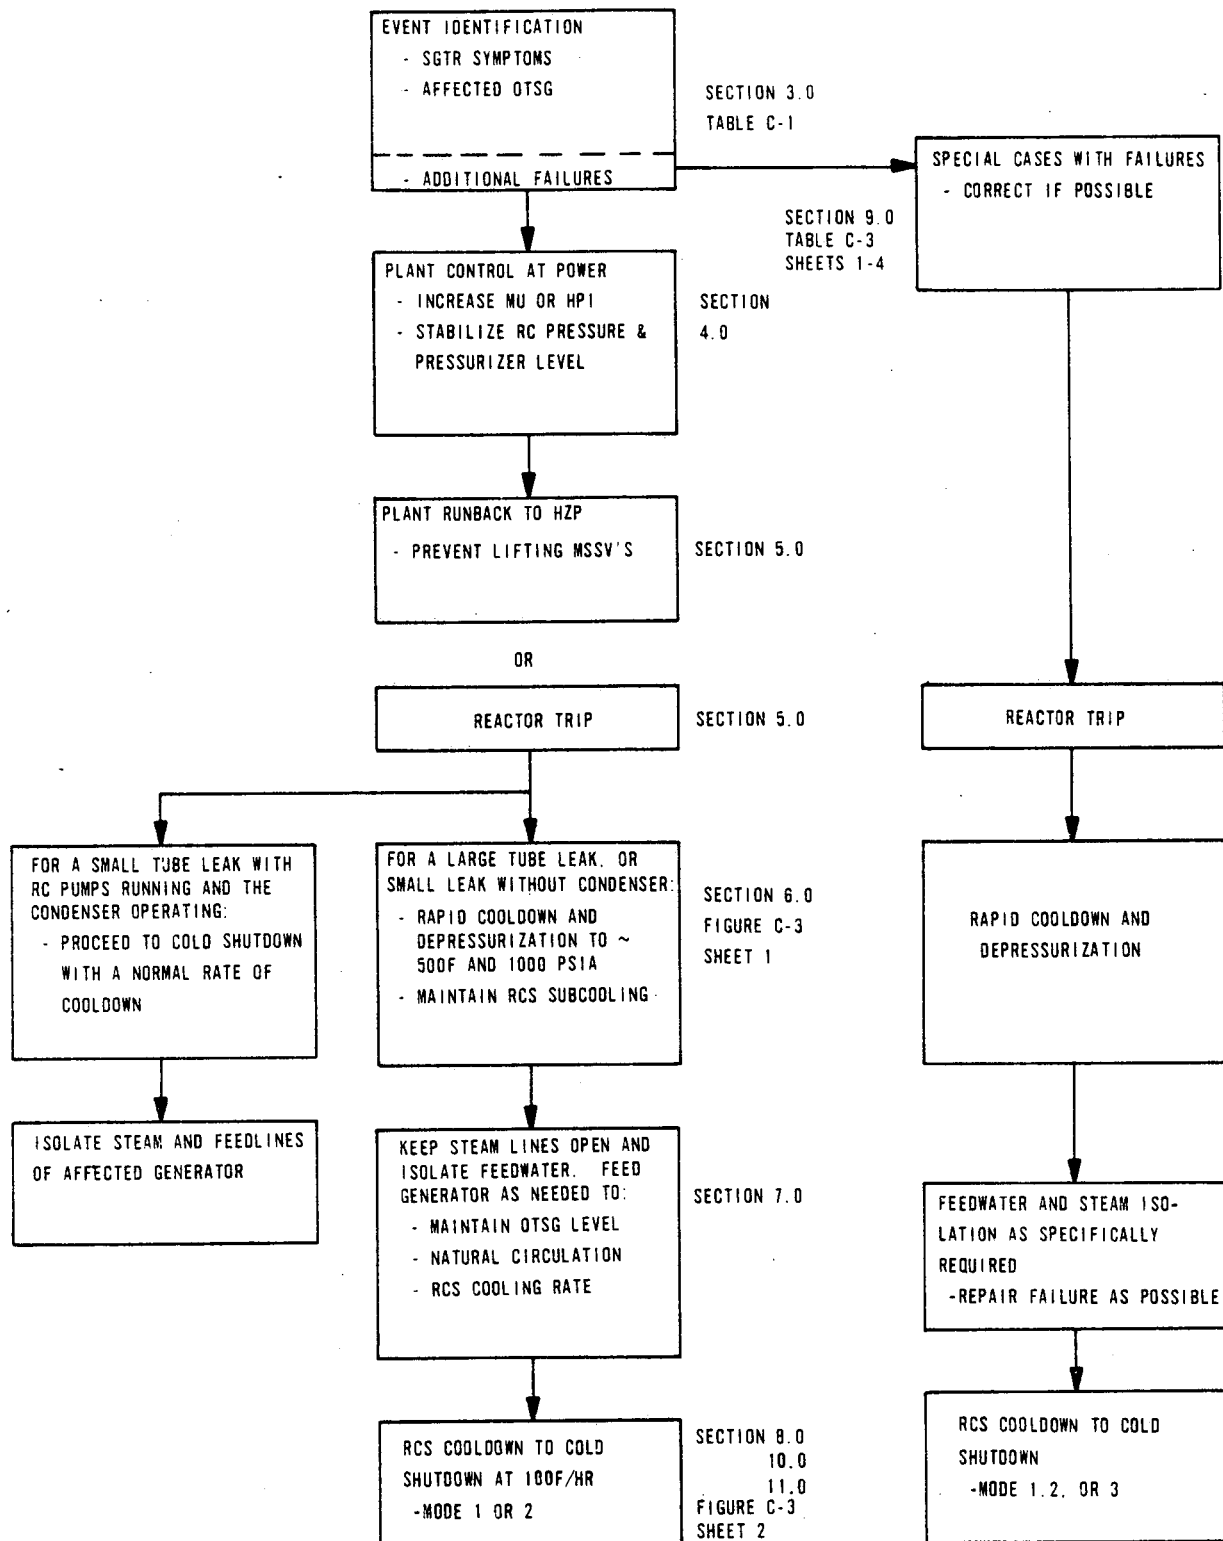 EVENT IDENTIFICATION
- SGTR SYMPTOMS
- AFFECTED OTSG
- ADDITIONAL FAILURES
SECTION 3.0
TABLE C-1
SPECIAL CASES WITH FAILURES
- CORRECT IF POSSIBLE
SECTION 9.0
TABLE C-3
SHEETS 1-4
PLANT CONTROL AT POWER
- INCREASE MU OR HPI
- STABILIZE RC PRESSURE &
PRESSURIZER LEVEL
SECTION
4.0
PLANT RUNBACK TO HZP
- PREVENT LIFTING MSSV'S
SECTION 5.0
OR
REACTOR TRIP
SECTION 5.0
REACTOR TRIP
FOR A SMALL TUBE LEAK WITH
RC PUMPS RUNNING AND THE
CONDENSER OPERATING:
- PROCEED TO COLD SHUTDOWN
WITH A NORMAL RATE OF
COOLDOWN
FOR A LARGE TUBE LEAK. OR
SMALL LEAK WITHOUT CONDENSER:
- RAPID COOLDOWN AND
DEPRESSURIZATION TO ~
500F AND 1000 PSIA
- MAINTAIN RCS SUBCOOLING
SECTION 6.0
FIGURE C-3
SHEET 1
RAPID COOLDOWN AND
DEPRESSURIZATION
ISOLATE STEAM AND FEEDLINES
OF AFFECTED GENERATOR
KEEP STEAM LINES OPEN AND
ISOLATE FEEDWATER. FEED
GENERATOR AS NEEDED TO:
- MAINTAIN OTSG LEVEL
- NATURAL CIRCULATION
- RCS COOLING RATE
SECTION 7.0
FEEDWATER AND STEAM ISO-
LATION AS SPECIFICALLY
REQUIRED
-REPAIR FAILURE AS POSSIBLE
RCS COOLDOWN TO COLD
SHUTDOWN AT 100F/HR
-MODE 1 OR 2
SECTION 8.0
10.0
11.0
FIGURE C-3
SHEET 2
RCS COOLDOWN TO COLD
SHUTDOWN
-MODE 1.2. OR 3